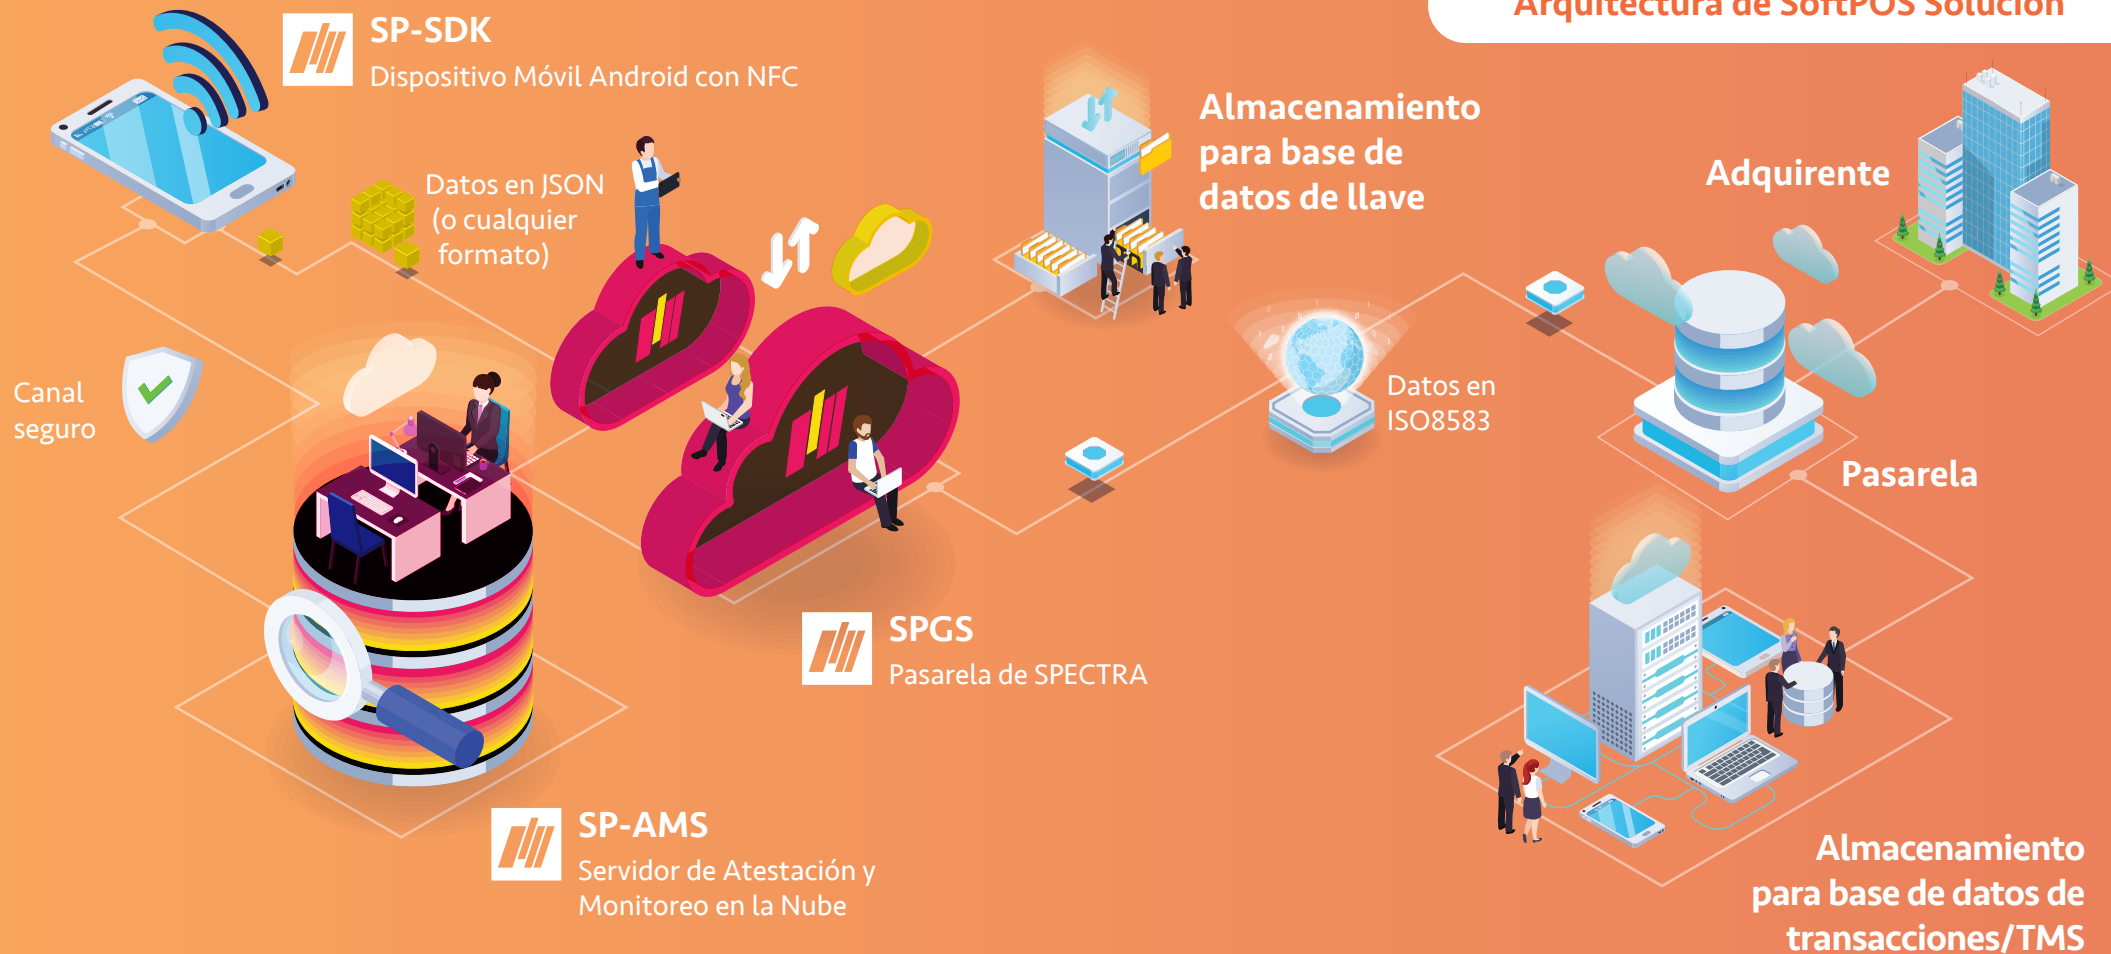 Arquitectura de SoftPOS Solución
SP-SDK
Dispositivo Móvil Android con NFC
Datos en JSON
(o cualquier
formato)
Almacenamiento
para base de
datos de llave
Adquirente
Canal
seguro
Datos en
ISO8583
Pasarela
SPGS
Pasarela de SPECTRA
SP-AMS
Servidor de Atestación y
Monitoreo en la Nube
Almacenamiento
para base de datos de
transacciones/TMS